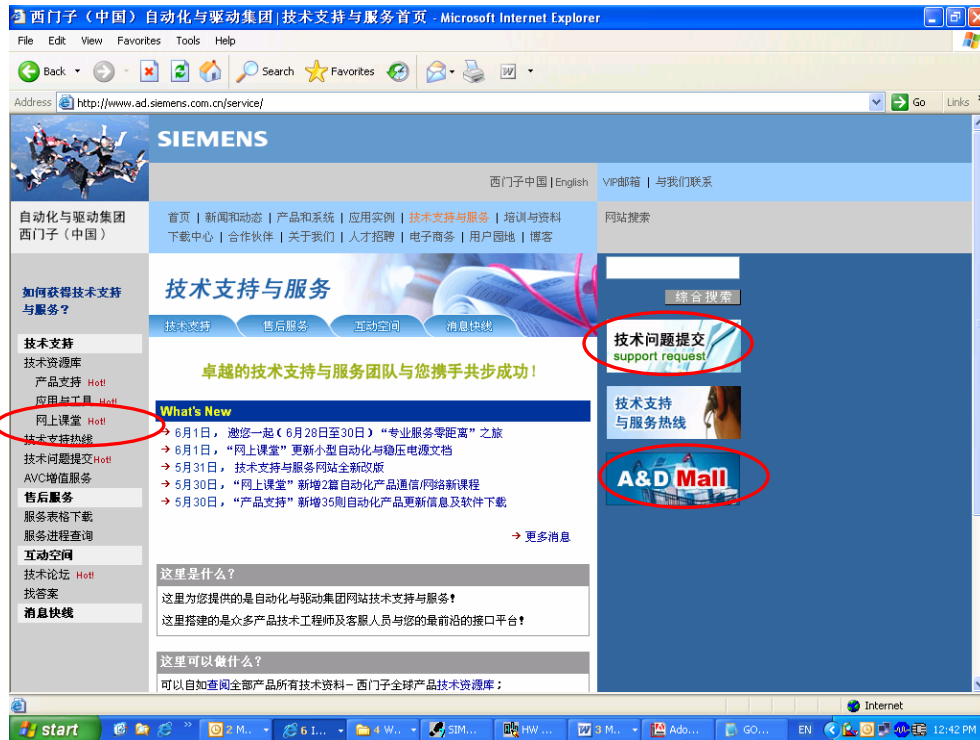 西门子（中国）自动化与驱动集团|技术支持与服务首页 - Microsoft Internet Explorer
File Edit View Favorites Tools Help
Back Search Favorites
Address http://www.ad.siemens.com.cn/service/ Go Links
SIEMENS
西门子中国 | English VIP邮箱 | 与我们联系
自动化与驱动集团
西门子（中国）
首页 | 新闻和动态 | 产品和系统 | 应用实例 | 技术支持与服务 | 培训与资料
下载中心 | 合作伙伴 | 关于我们 | 人才招聘 | 电子商务 | 用户园地 | 博客
网站搜索
综合搜索
如何获得技术支持
与服务？
技术支持
技术资源库
产品支持 Hot!
应用与工具 Hot!
网上课堂 Hot!
技术支持热线
技术问题提交Hot!
AVC增值服务
售后服务
服务表格下载
服务进程查询
互动空间
技术论坛 Hot!
找答案
消息快线
技术支持与服务
技术支持 售后服务 互动空间 消息快线
卓越的技术支持与服务团队与您携手共步成功！
What's New
6月1日， 邀您一起（6月28日至30日）“专业服务零距离”之旅
6月1日，“网上课堂”更新小型自动化与稳压电源文档
5月31日， 技术支持与服务网站全新改版
5月30日，“网上课堂”新增2篇自动化产品通信/网络新课程
5月30日，“产品支持”新增35则自动化产品更新信息及软件下载
更多消息
这里是什么？
这里为您提供的是自动化与驱动集团网站技术支持与服务！
这里搭建的是众多产品技术工程师及客服人员与您的最前沿的接口平台！
这里可以做什么？
可以自如查阅全部产品所有技术资料－西门子全球产品技术资源库；
技术问题提交
support request
技术支持
与服务热线
A&D Mall
Internet
start 2 M... 6 I... 4 W... SIM... HW ... 3 M... Ado... GO... EN 12:42 PM